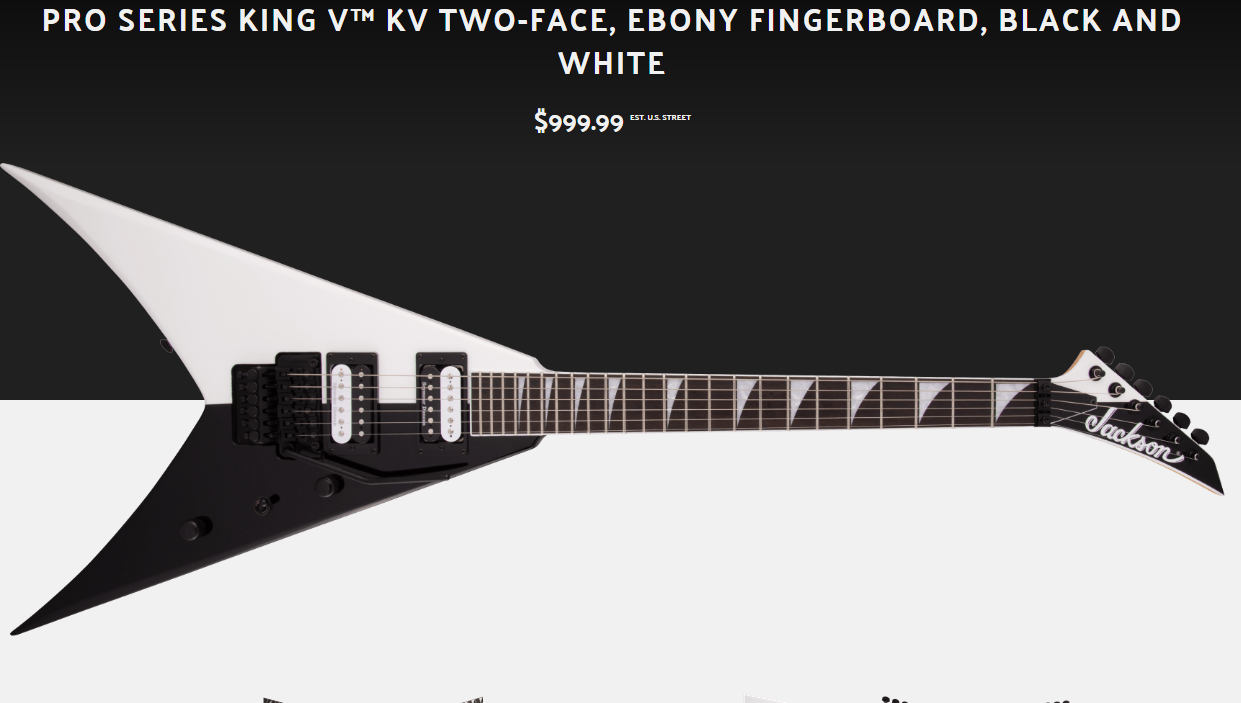 PRO SERIES KING V™ KV TWO-FACE, EBONY FINGERBOARD, BLACK AND
WHITE
$999.99 EST. U.S. STREET
Jackson